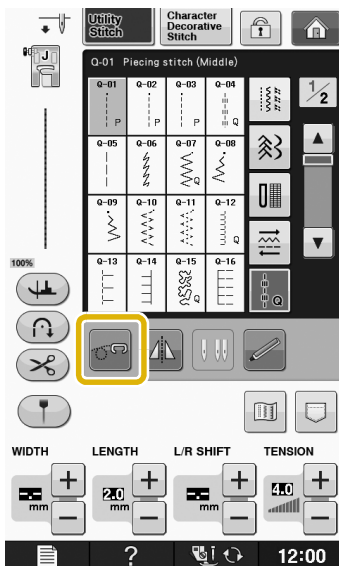 Utility
Stitch
Character
Decorative
Stitch
J
Q-01 Piecing stitch (Middle)
Q-01 Q-02 Q-03 Q-04
P P P Q
1/2
Q-05 Q-06 Q-07 Q-08
Q
Q-09 Q-10 Q-11 Q-12
Q
100%
Q-13 Q-14 Q-15 Q-16
Q Q
WIDTH LENGTH L/R SHIFT TENSION
-.- + 2.0 + -.- + 4.0 +
mm − mm − mm − −
? 12:00